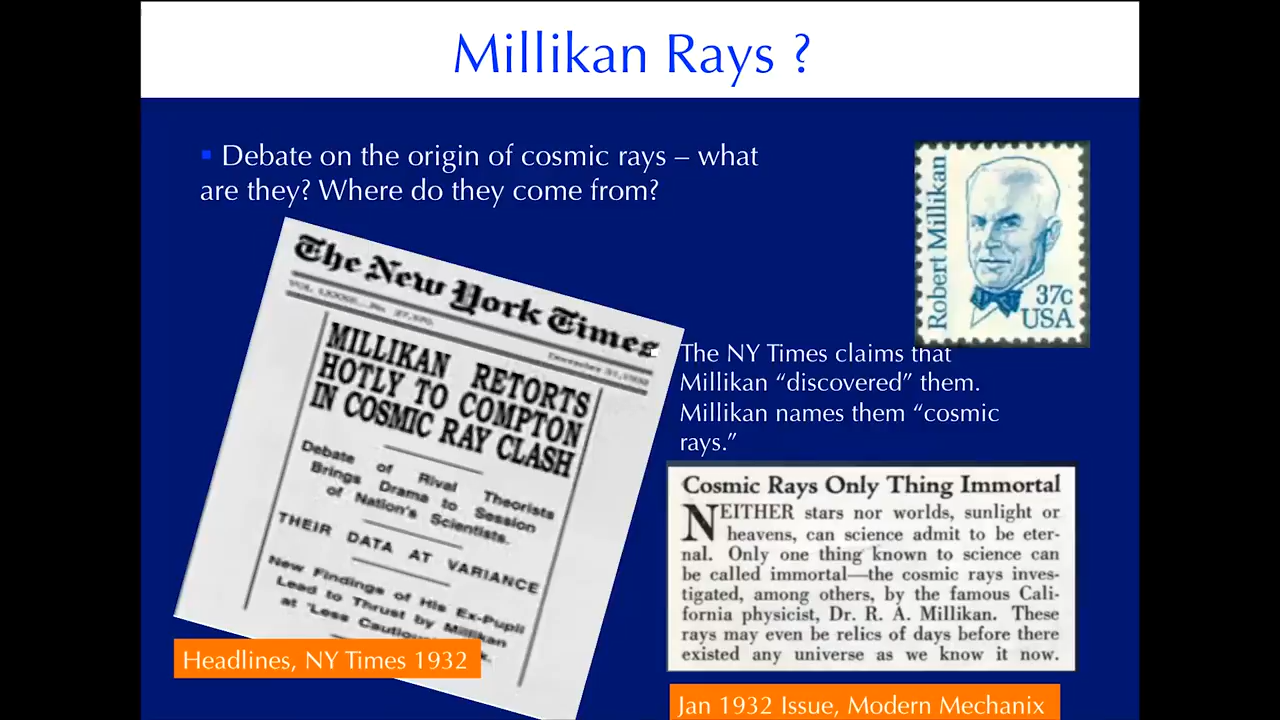 Millikan Rays ?
▪ Debate on the origin of cosmic rays – what
are they? Where do they come from?
Robert Millikan
37c
USA
The New York Times
December 31, 1932
MILLIKAN RETORTS
HOTLY TO COMPTON
IN COSMIC RAY CLASH
Debate of Rival Theorists
Brings Drama to Session
of Nation's Scientists.
THEIR DATA AT VARIANCE
New Findings of His Ex-Pupil
Lead to Thrust by Millikan
at 'Less Cautious
Headlines, NY Times 1932
The NY Times claims that
Millikan “discovered” them.
Millikan names them “cosmic
rays.”
Cosmic Rays Only Thing Immortal
NEITHER stars nor worlds, sunlight or
heavens, can science admit to be eter-
nal. Only one thing known to science can
be called immortal—the cosmic rays inves-
tigated, among others, by the famous Cali-
fornia physicist, Dr. R. A. Millikan. These
rays may even be relics of days before there
existed any universe as we know it now.
Jan 1932 Issue, Modern Mechanix